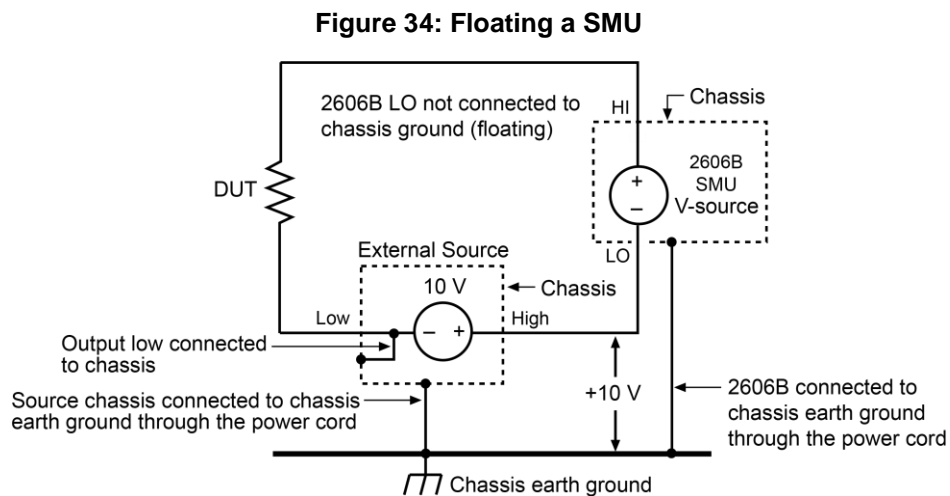 Figure 34: Floating a SMU
2606B LO not connected to
chassis ground (floating)
HI
Chassis
2606B
SMU
V-source
+
–
LO
DUT
External Source
10 V
Chassis
Low
–
+
High
Output low connected
to chassis
Source chassis connected to chassis
earth ground through the power cord
+10 V
2606B connected to
chassis earth ground
through the power cord
Chassis earth ground